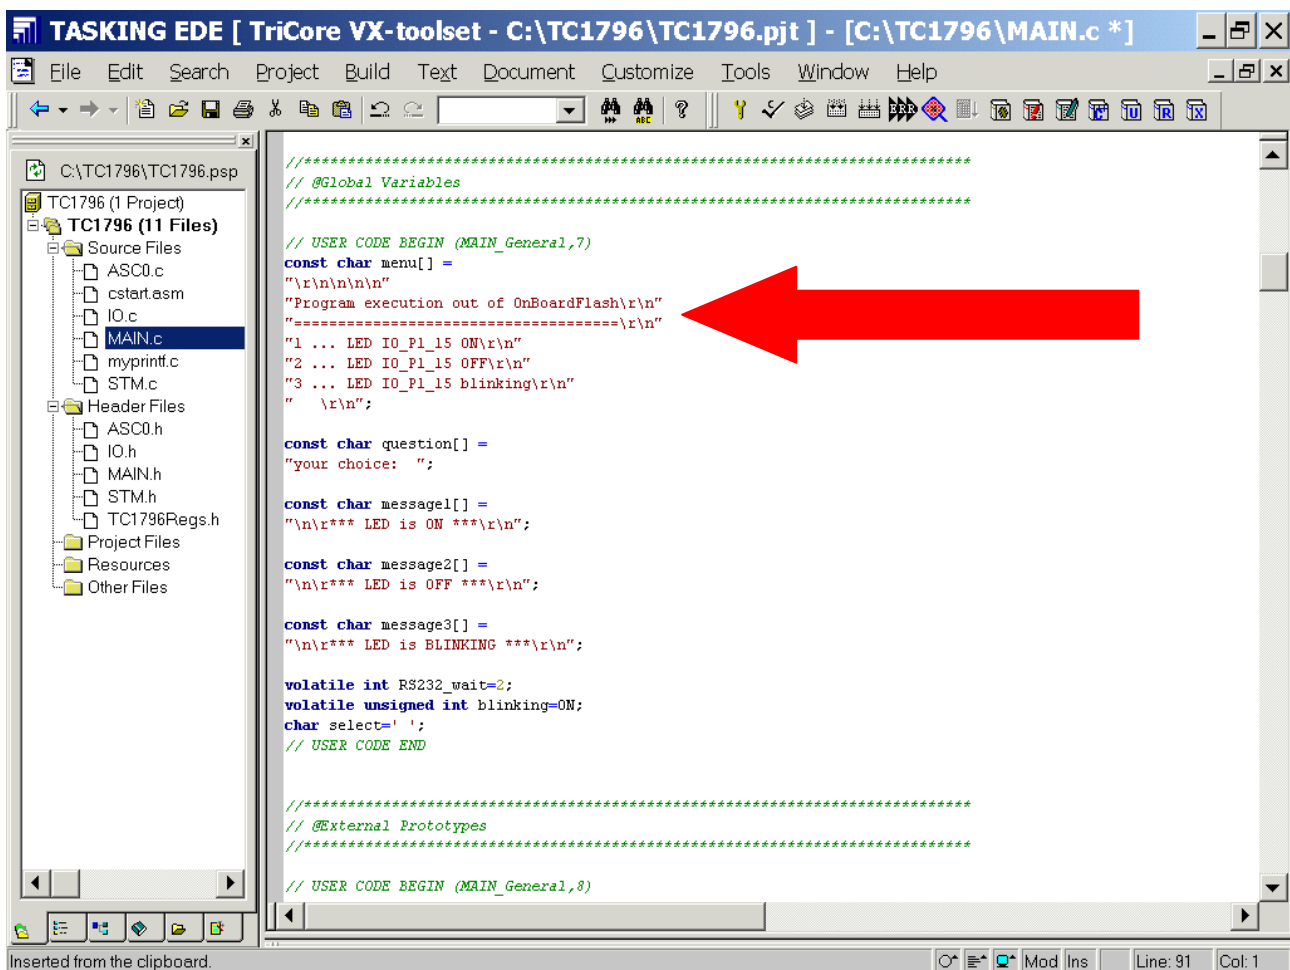 TASKING EDE [ TriCore VX-toolset - C:\TC1796\TC1796.pjt ] - [C:\TC1796\MAIN.c *]
File Edit Search Project Build Text Document Customize Tools Window Help
C:\TC1796\TC1796.psp
TC1796 (1 Project)
TC1796 (11 Files)
Source Files
ASC0.c
cstart.asm
IO.c
MAIN.c
myprintf.c
STM.c
Header Files
ASC0.h
IO.h
MAIN.h
STM.h
TC1796Regs.h
Project Files
Resources
Other Files
//****************************************************************************
// @Global Variables
//****************************************************************************
// USER CODE BEGIN (MAIN_General,7)
const char menu[] =
"\r\n\n\n\n"
"Program execution out of OnBoardFlash\r\n"
"=====================================\r\n"
"1 ... LED IO_P1_15 ON\r\n"
"2 ... LED IO_P1_15 OFF\r\n"
"3 ... LED IO_P1_15 blinking\r\n"
"   \r\n";
const char question[] =
"your choice:  ";
const char message1[] =
"\n\r*** LED is ON ***\r\n";
const char message2[] =
"\n\r*** LED is OFF ***\r\n";
const char message3[] =
"\n\r*** LED is BLINKING ***\r\n";
volatile int RS232_wait=2;
volatile unsigned int blinking=ON;
char select=' ';
// USER CODE END
//****************************************************************************
// @External Prototypes
//****************************************************************************
// USER CODE BEGIN (MAIN_General,8)
Inserted from the clipboard. Mod Ins Line: 91 Col: 1